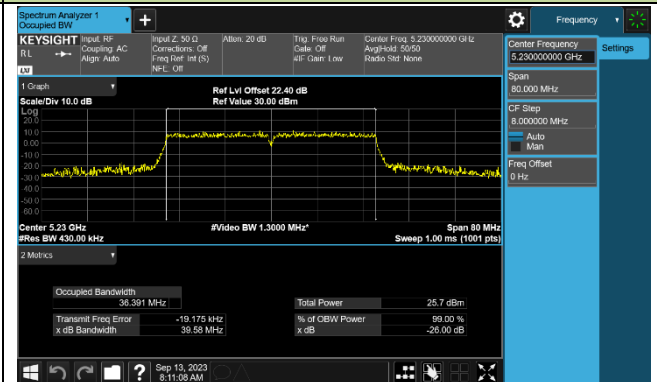 Spectrum Analyzer 1
Occupied BW
Frequency
KEYSIGHT
RL
LXI
Input: RF
Coupling: AC
Align: Auto
Input Z: 50 Ω
Corrections: Off
Freq Ref: Int (S)
NFE: Off
Atten: 20 dB
Trig: Free Run
Gate: Off
#IF Gain: Low
Center Freq: 5.230000000 GHz
Avg|Hold: 50/50
Radio Std: None
Center Frequency
5.230000000 GHz
Settings
Span
80.000 MHz
CF Step
8.000000 MHz
Auto
Man
Freq Offset
0 Hz
1 Graph
Scale/Div 10.0 dB
Ref Lvl Offset 22.40 dB
Ref Value 30.00 dBm
Log
20.0
10.0
0.00
-10.0
-20.0
-30.0
-40.0
-50.0
-60.0
Center 5.23 GHz
#Res BW 430.00 kHz
#Video BW 1.3000 MHz*
Span 80 MHz
Sweep 1.00 ms (1001 pts)
2 Metrics
Occupied Bandwidth
36.391 MHz
Transmit Freq Error -19.175 kHz
x dB Bandwidth 39.58 MHz
Total Power 25.7 dBm
% of OBW Power 99.00 %
x dB -26.00 dB
Sep 13, 2023
8:11:08 AM